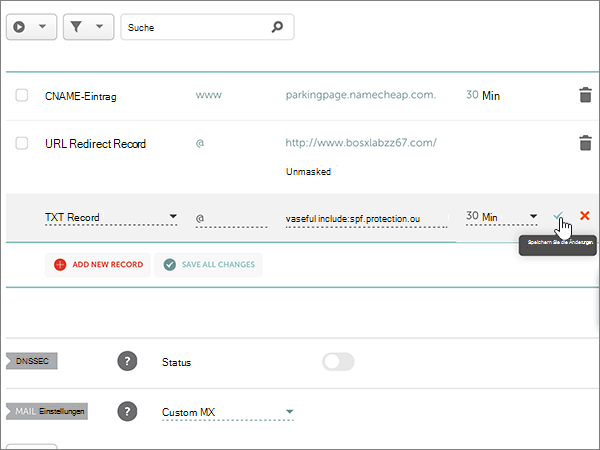 Suche
CNAME-Eintrag www parkingpage.namecheap.com. 30 Min
URL Redirect Record @ http://www.bosxlabzz67.com/
Unmasked
TXT Record @ vaseful include:spf.protection.ou 30 Min
Speichern Sie die Änderungen.
ADD NEW RECORD SAVE ALL CHANGES
DNSSEC ? Status
MAIL Einstellungen ? Custom MX